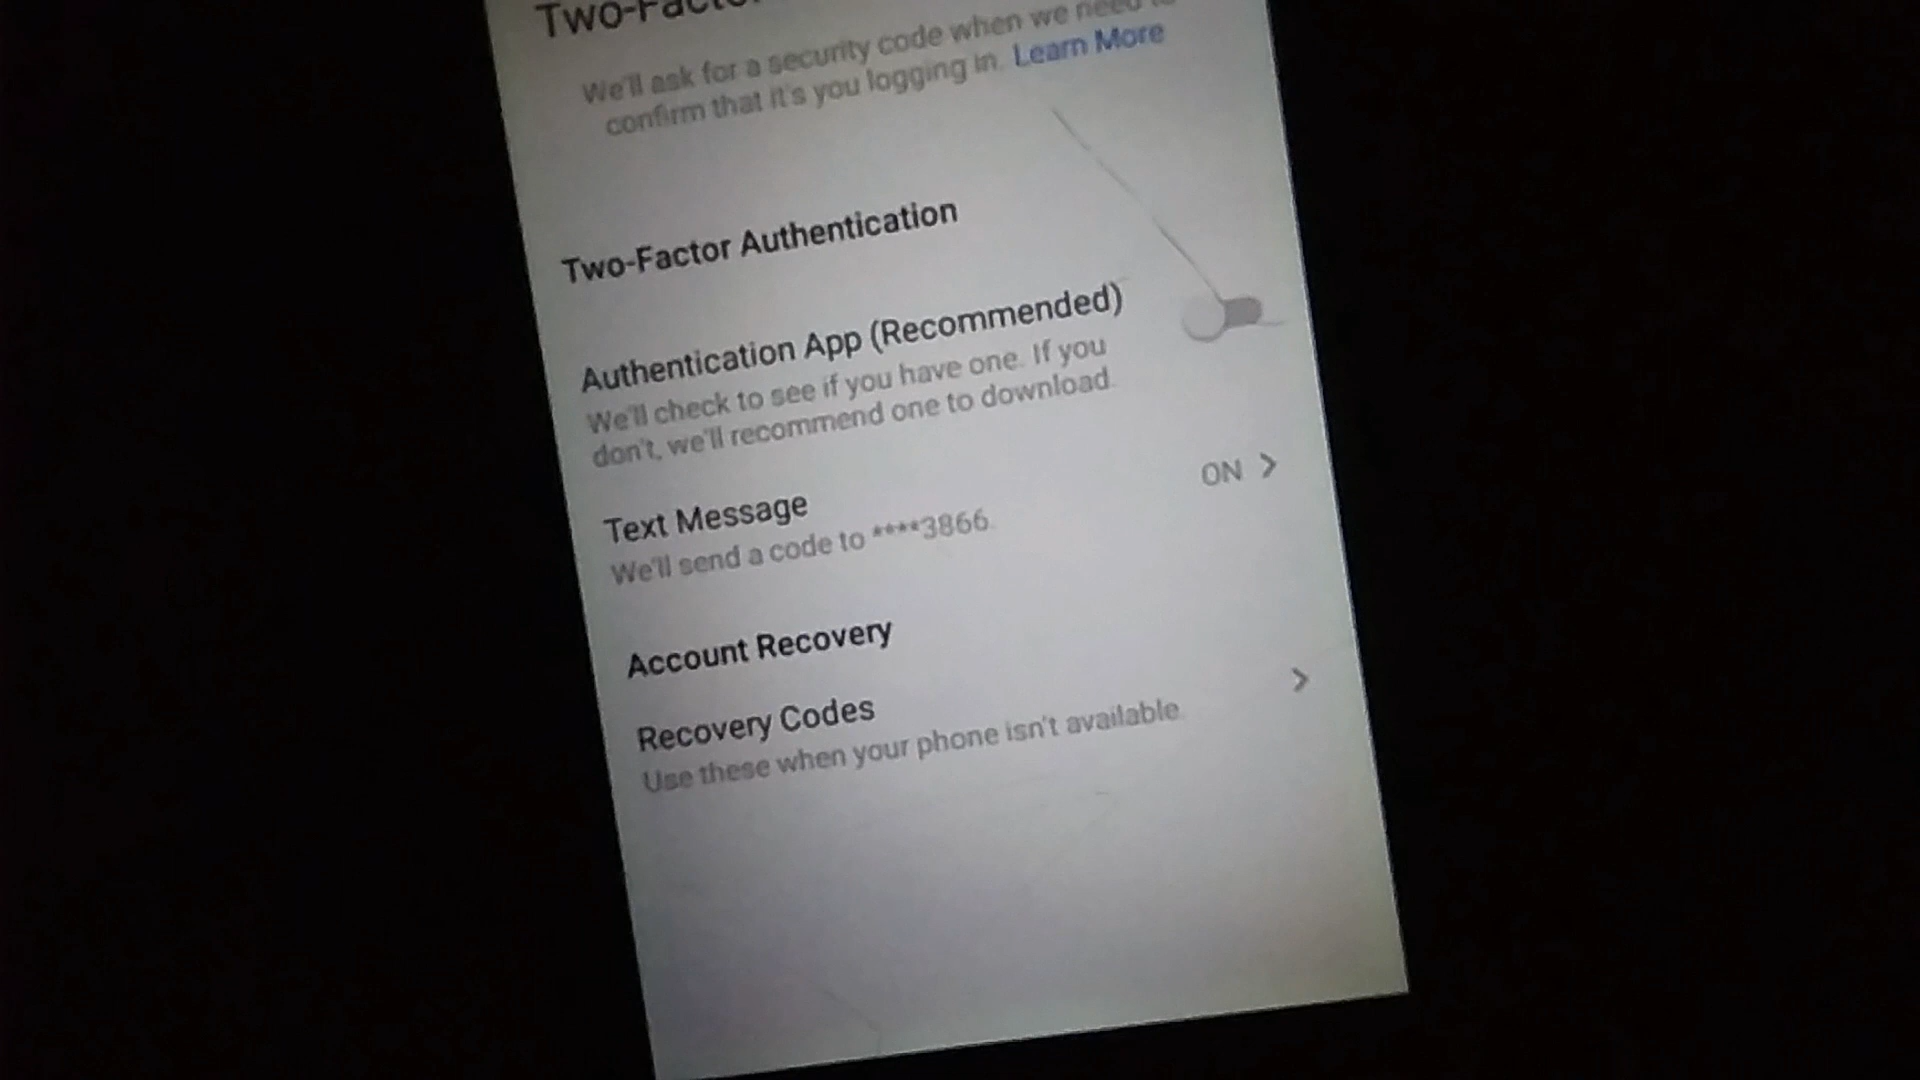 Two-Factor
We'll ask for a security code when we need to
confirm that it's you logging in. Learn More
Two-Factor Authentication
Authentication App (Recommended)
We'll check to see if you have one. If you
don't, we'll recommend one to download.
ON
Text Message
We'll send a code to ****3866.
Account Recovery
Recovery Codes
Use these when your phone isn't available.